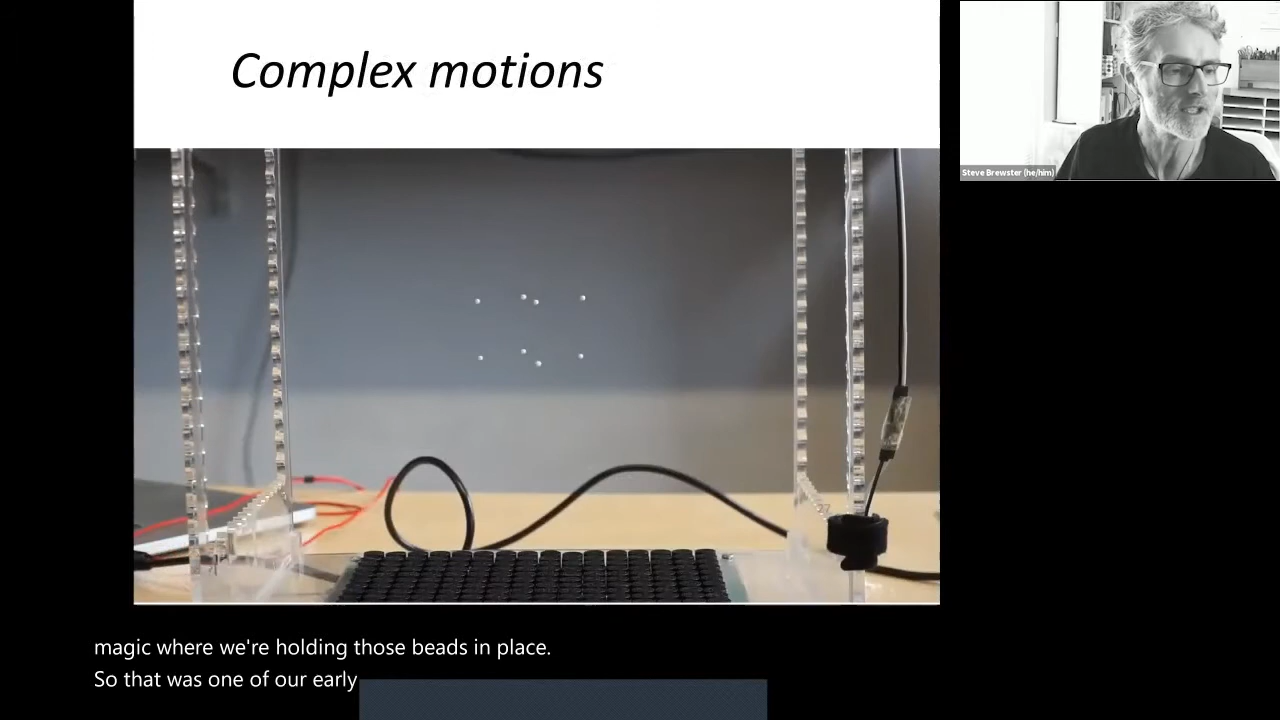 Complex motions
Steve Brewster (he/him)
magic where we're holding those beads in place.
So that was one of our early